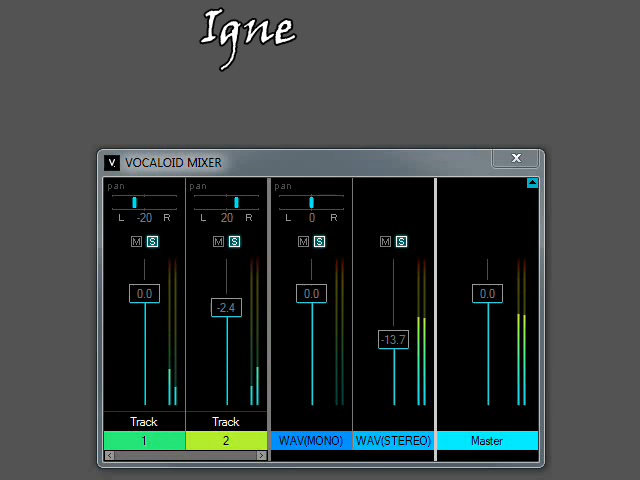 Igne
V VOCALOID MIXER x
pan pan pan
L -20 R L 20 R L 0 R
M S M S M S M S
0.0 -2.4 0.0 -13.7 0.0
Track Track
1 2 WAV(MONO) WAV(STEREO) Master